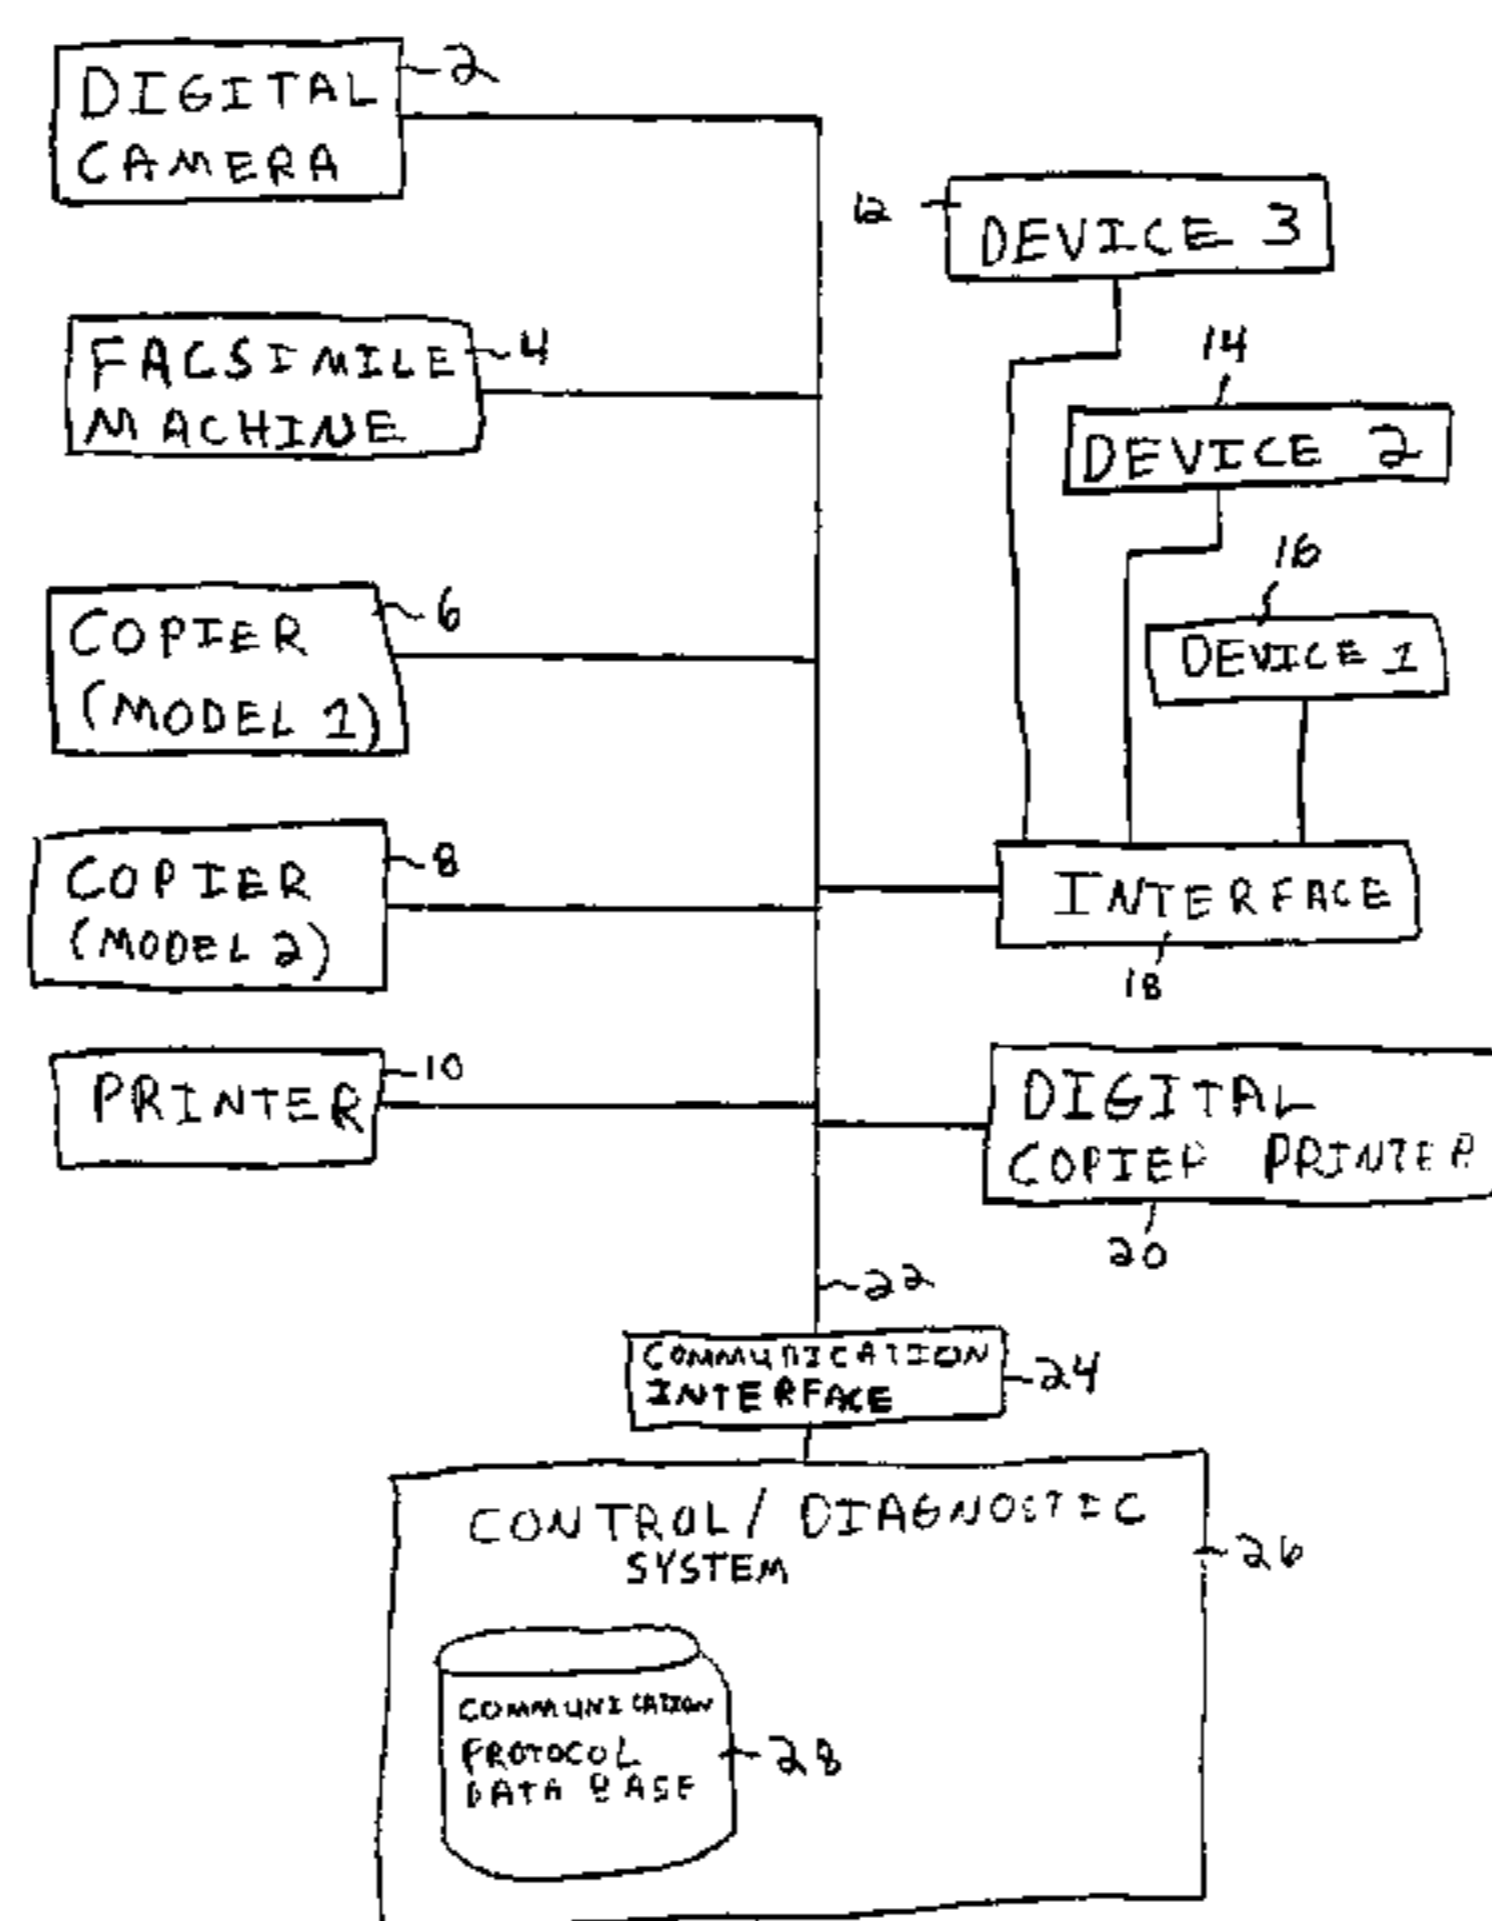 DIGITAL
CAMERA
2
FACSIMILE
MACHINE
4
COPIER
(MODEL 1)
6
COPIER
(MODEL 2)
8
PRINTER
10
DEVICE 3
14
DEVICE 2
16
DEVICE 1
INTERFACE
18
DIGITAL
COPIER PRINTER
20
22
COMMUNICATION
INTERFACE
24
CONTROL/DIAGNOSTIC
SYSTEM
26
COMMUNICATION
PROTOCOL
DATA BASE
28